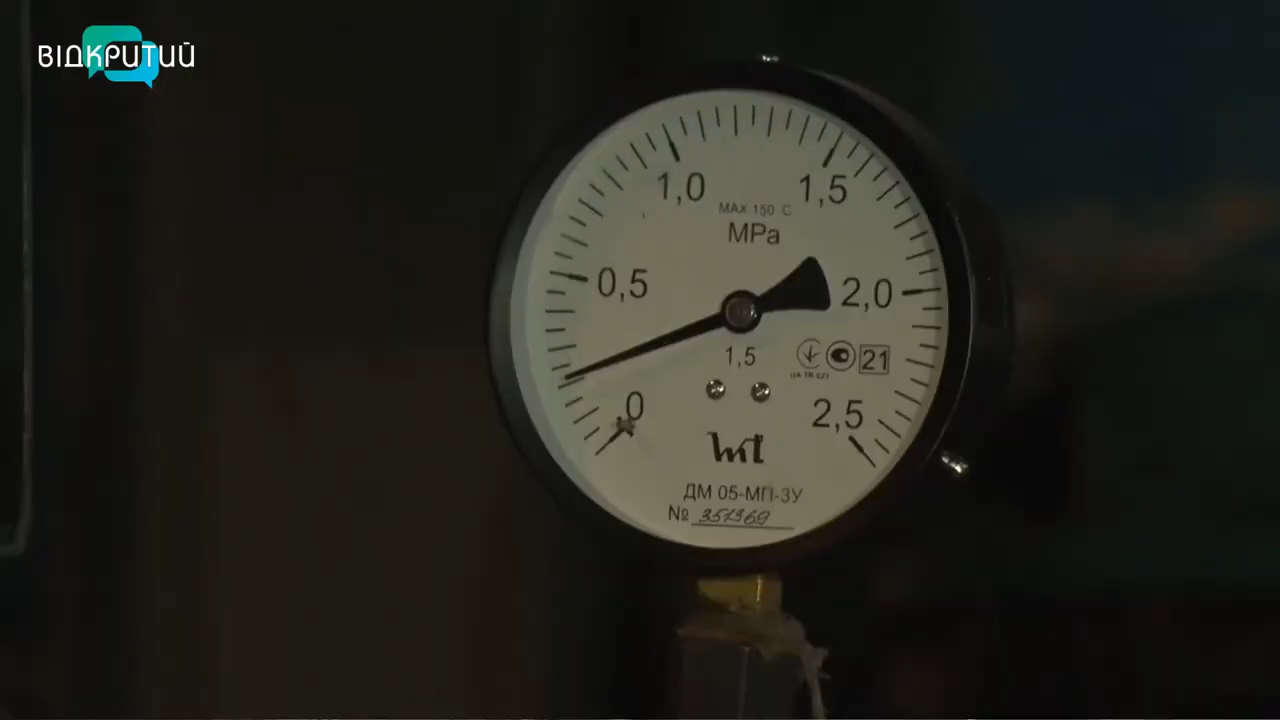 ВІДКРИТИЙ
1,0
1,5
MAX 150 C
MPa
0,5
2,0
1,5
21
0
2,5
ДМ 05-МП-3У
№ 351369